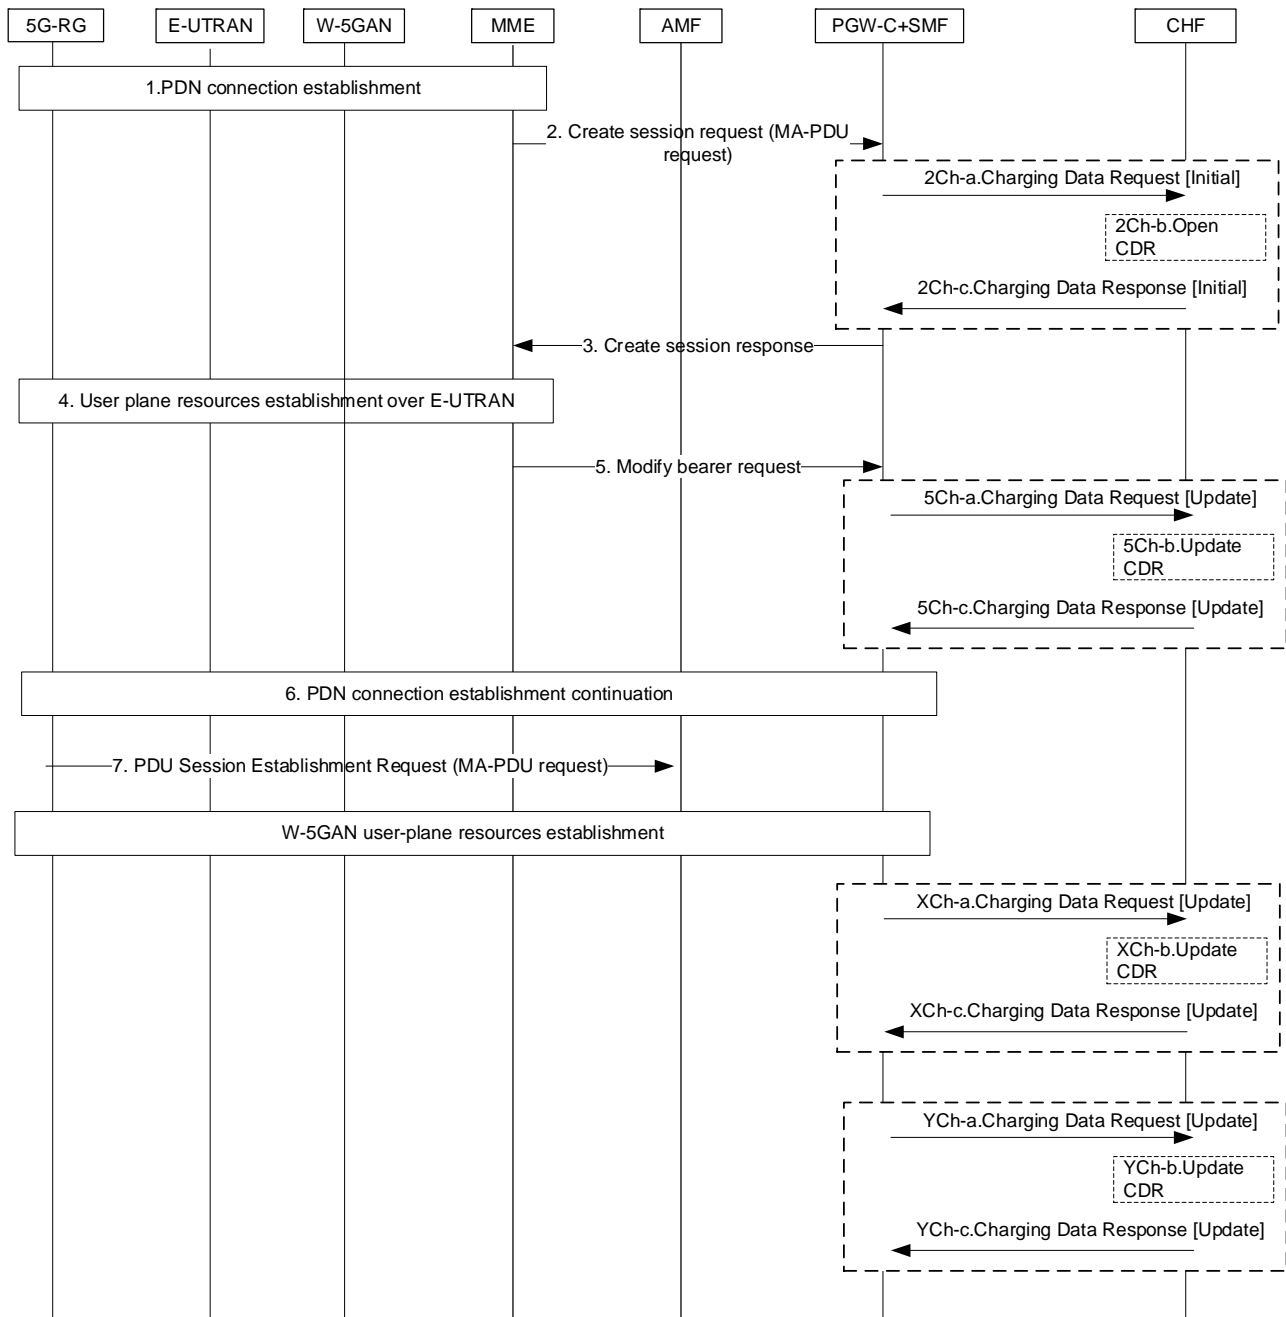 5G-RG
E-UTRAN
W-5GAN
MME
AMF
PGW-C+SMF
CHF
1.PDN connection establishment
2. Create session request (MA-PDU
request)
2Ch-a.Charging Data Request [Initial]
2Ch-b.Open
CDR
2Ch-c.Charging Data Response [Initial]
3. Create session response
4. User plane resources establishment over E-UTRAN
5. Modify bearer request
5Ch-a.Charging Data Request [Update]
5Ch-b.Update
CDR
5Ch-c.Charging Data Response [Update]
6. PDN connection establishment continuation
7. PDU Session Establishment Request (MA-PDU request)
W-5GAN user-plane resources establishment
XCh-a.Charging Data Request [Update]
XCh-b.Update
CDR
XCh-c.Charging Data Response [Update]
YCh-a.Charging Data Request [Update]
YCh-b.Update
CDR
YCh-c.Charging Data Response [Update]